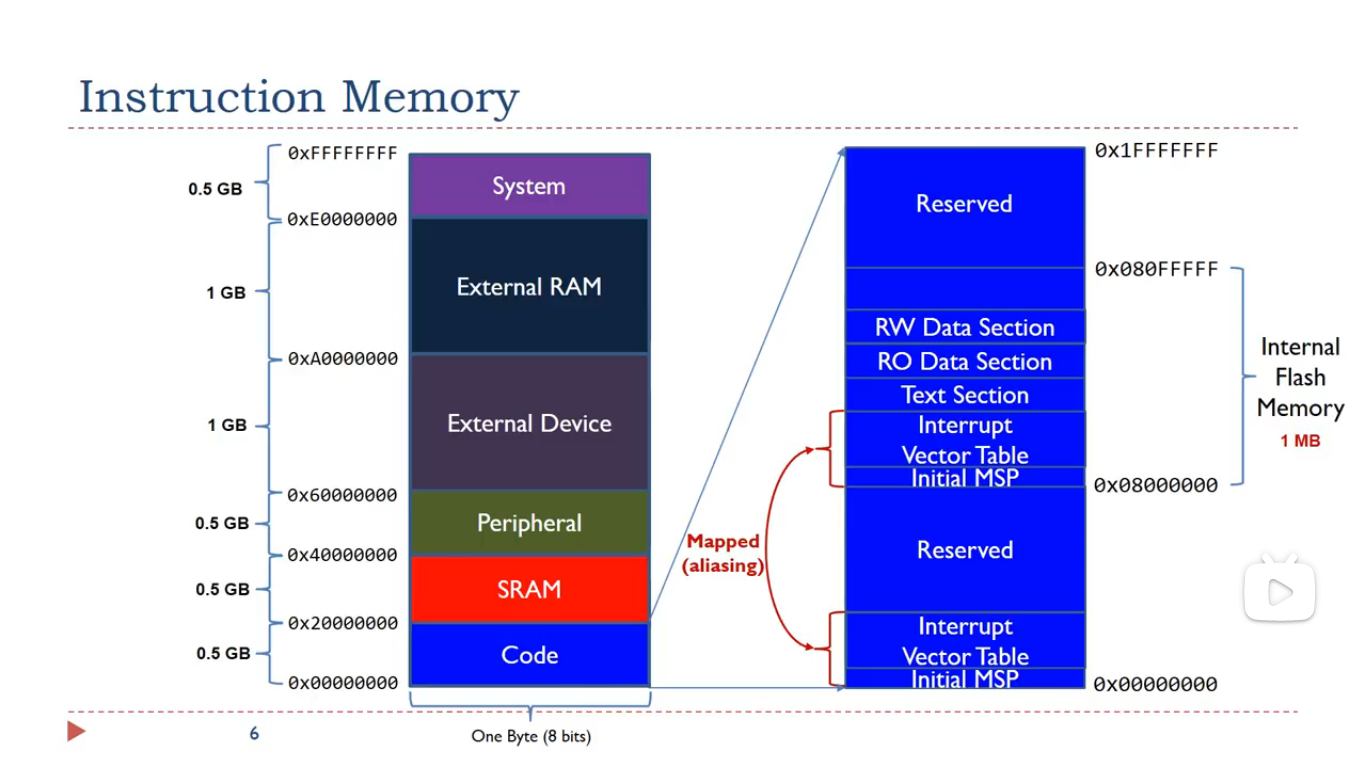 Instruction Memory
0xFFFFFFFF
0.5 GB
System
0xE0000000
1 GB
External RAM
0xA0000000
1 GB
External Device
0x60000000
0.5 GB
Peripheral
0x40000000
0.5 GB
SRAM
0x20000000
0.5 GB
Code
0x00000000
One Byte (8 bits)
0x1FFFFFFF
Reserved
0x080FFFFF
RW Data Section
RO Data Section
Text Section
Interrupt
Vector Table
Initial MSP
0x08000000
Internal
Flash
Memory
1 MB
Reserved
Mapped
(aliasing)
Interrupt
Vector Table
Initial MSP
0x00000000
6